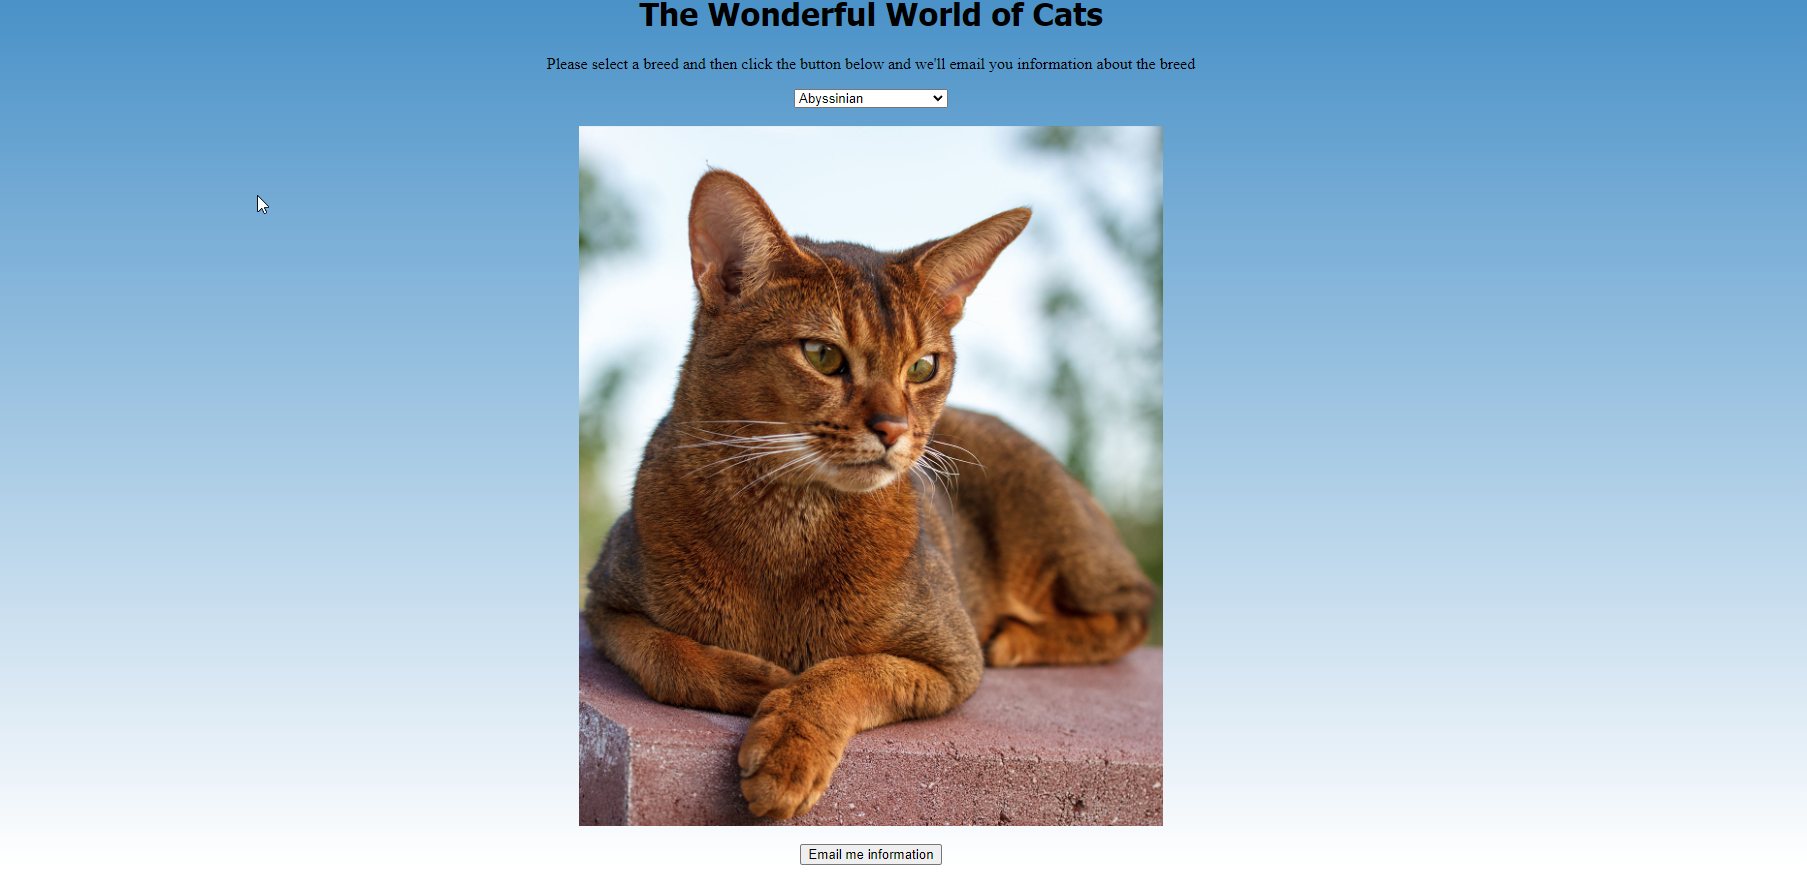 The Wonderful World of Cats
Please select a breed and then click the button below and we'll email you information about the breed
Abyssinian
Email me information